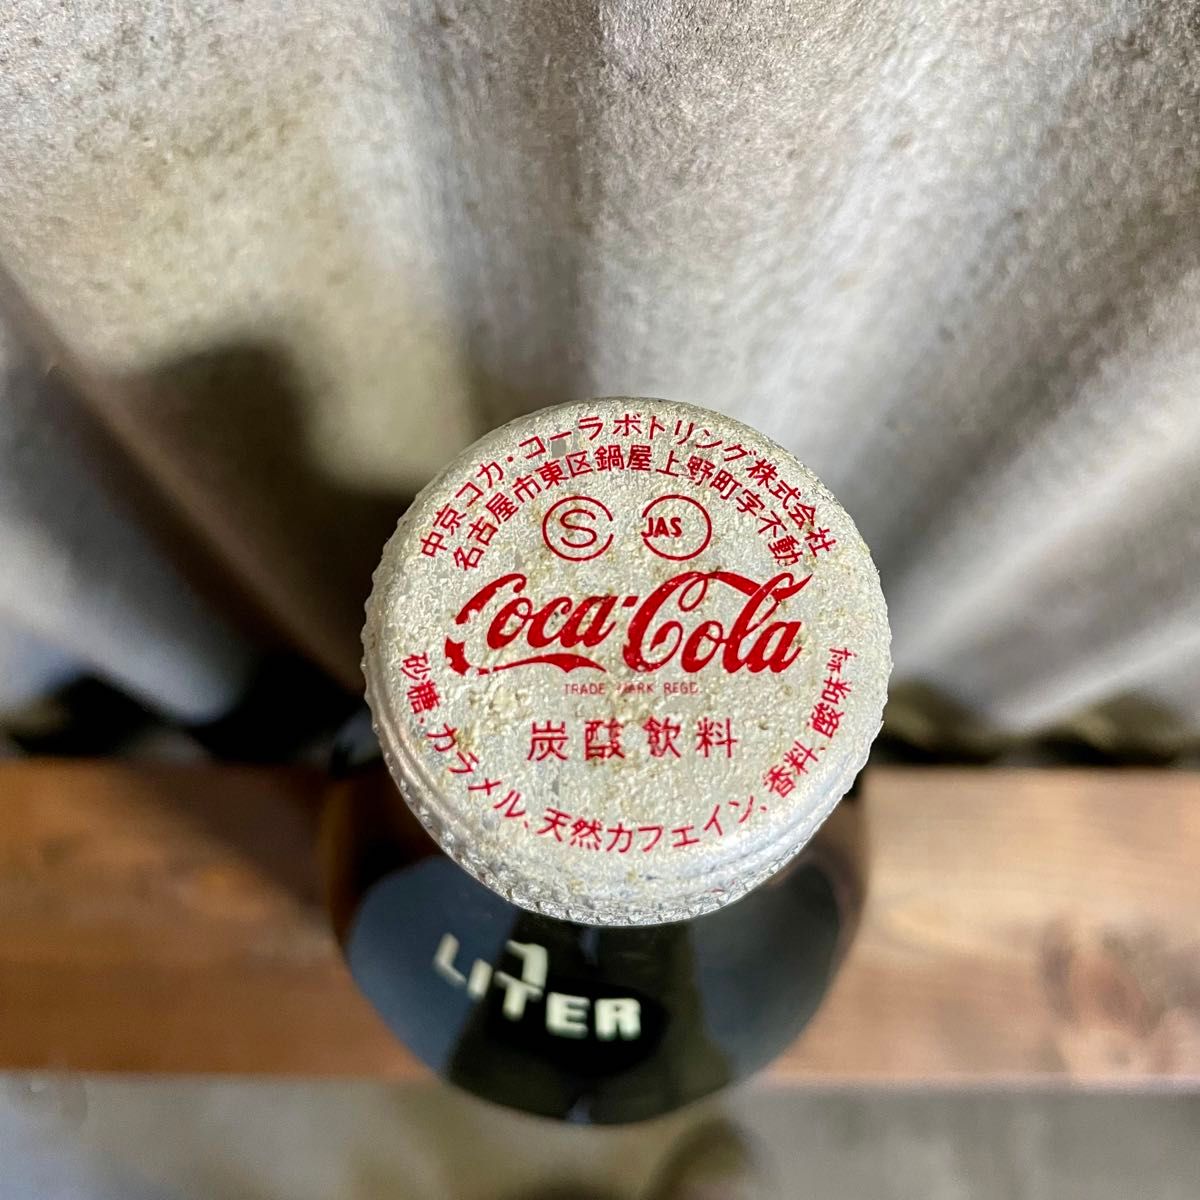 中京コカ・コーラボトリング株式会社
名古屋市東区鍋屋上野町字不動
S JAS
Coca-Cola
TRADE MARK REGD.
炭酸飲料
砂糖、カラメル、天然カフェイン、香料、酸味料
1
LITER